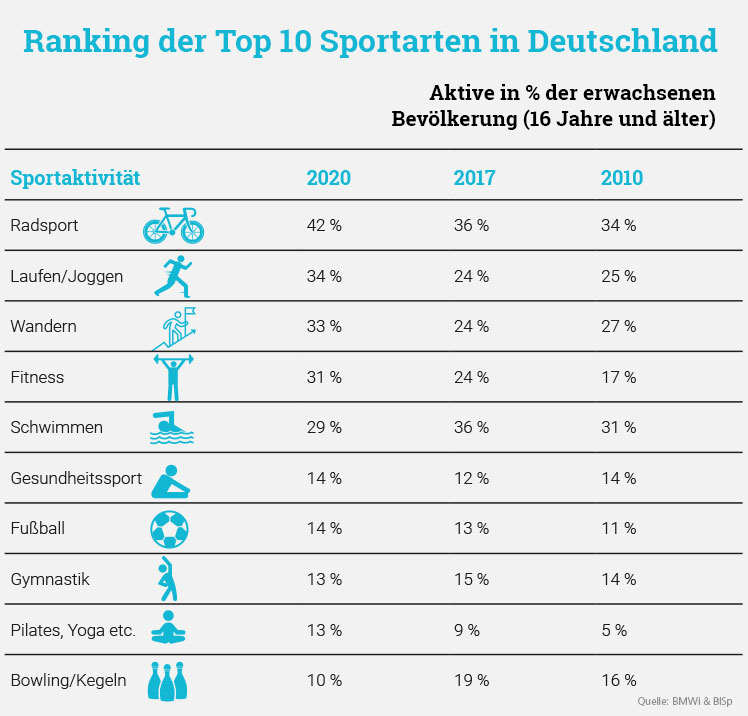 Ranking der Top 10 Sportarten in Deutschland
Aktive in % der erwachsenen
Bevölkerung (16 Jahre und älter)
Sportaktivität 2020 2017 2010
Radsport 42 % 36 % 34 %
Laufen/Joggen 34 % 24 % 25 %
Wandern 33 % 24 % 27 %
Fitness 31 % 24 % 17 %
Schwimmen 29 % 36 % 31 %
Gesundheitssport 14 % 12 % 14 %
Fußball 14 % 13 % 11 %
Gymnastik 13 % 15 % 14 %
Pilates, Yoga etc. 13 % 9 % 5 %
Bowling/Kegeln 10 % 19 % 16 %
Quelle: BMWi & BISp